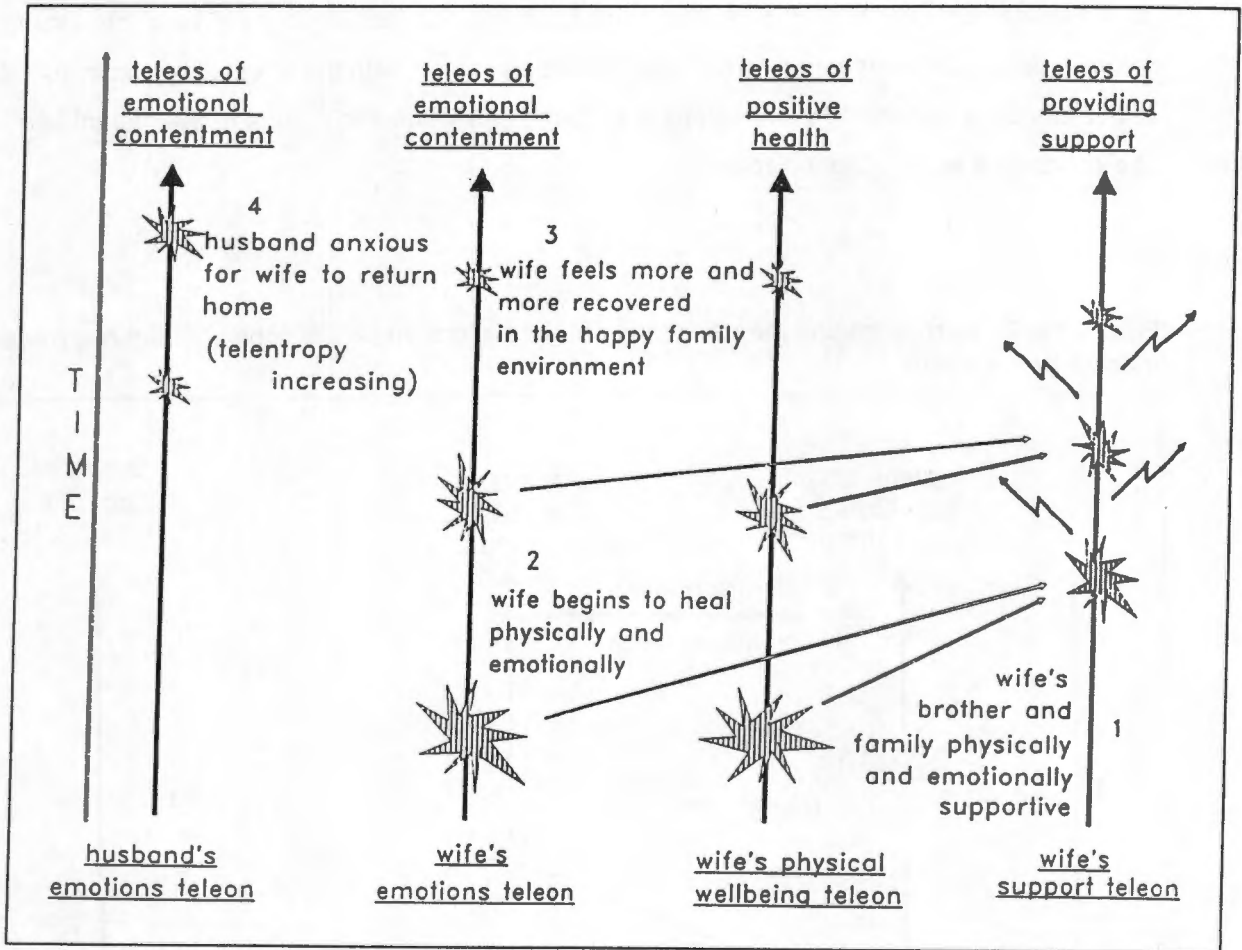 teleos of
emotional
contentment
teleos of
emotional
contentment
teleos of
positive
health
teleos of
providing
support
4
husband anxious
for wife to return
home
(telentropy
increasing)
3
wife feels more and
more recovered
in the happy family
environment
TIME
2
wife begins to heal
physically and
emotionally
wife's
brother and
family physically
and emotionally
supportive
1
husband's
emotions teleon
wife's
emotions teleon
wife's physical
wellbeing teleon
wife's
support teleon